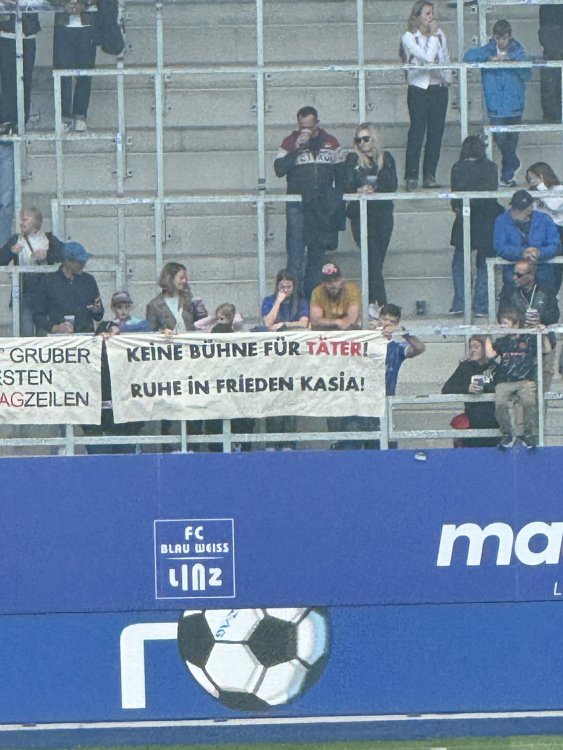 GRUBER
ESTEN
AGZEILEN
KEINE BÜHNE FÜR TÄTER!
RUHE IN FRIEDEN KASIA!
FC
BLAU WEISS
LINZ
ma
L